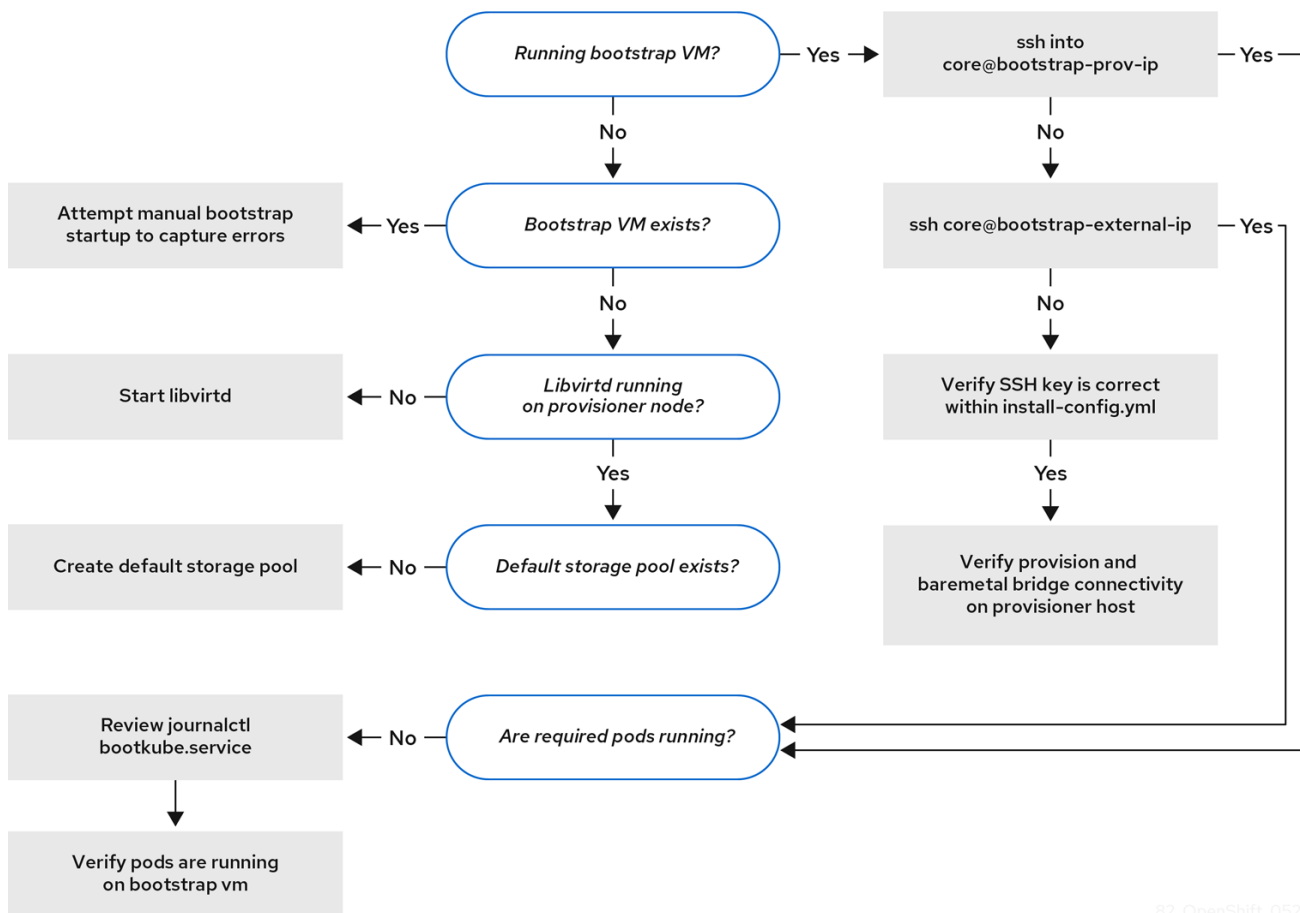 Running bootstrap VM?
Yes
ssh into
core@bootstrap-prov-ip
Yes
No
No
Attempt manual bootstrap
startup to capture errors
Yes
Bootstrap VM exists?
ssh core@bootstrap-external-ip
Yes
No
No
Start libvirtd
No
Libvirtd running
on provisioner node?
Verify SSH key is correct
within install-config.yml
Yes
Yes
Create default storage pool
No
Default storage pool exists?
Verify provision and
baremetal bridge connectivity
on provisioner host
Review journalctl
bootkube.service
No
Are required pods running?
Verify pods are running
on bootstrap vm